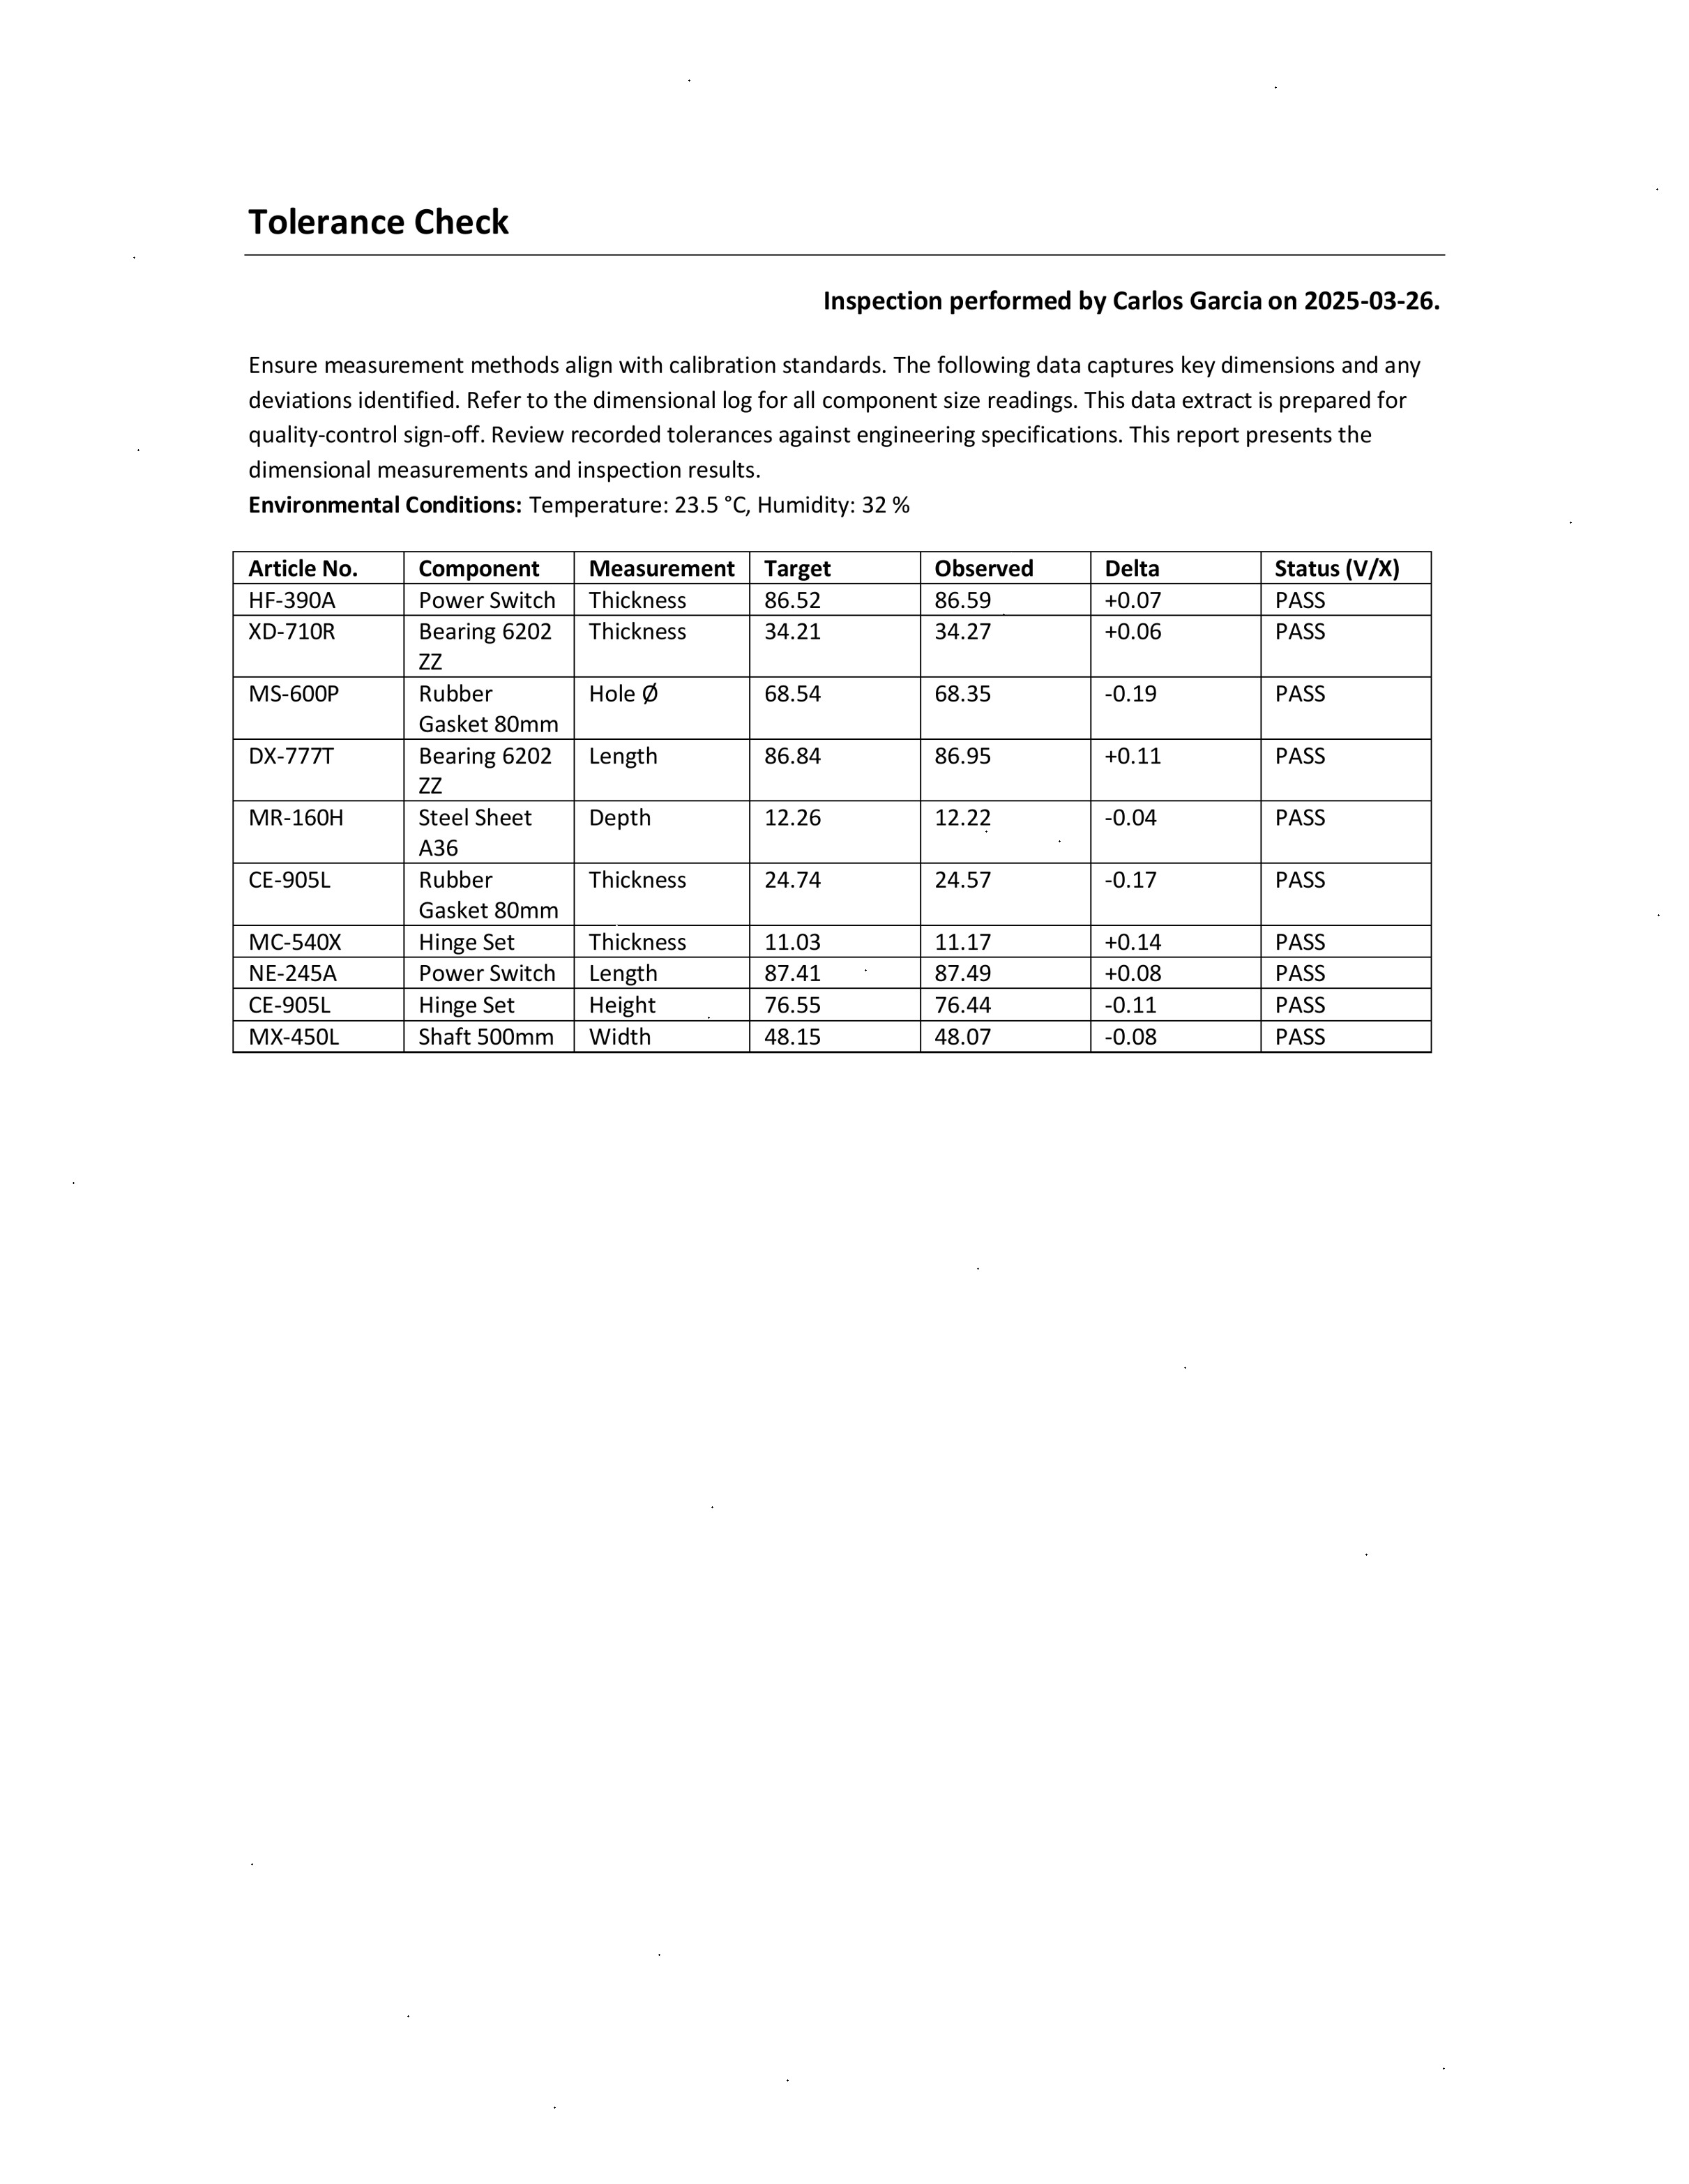 Tolerance Check
Inspection performed by Carlos Garcia on 2025-03-26.
Ensure measurement methods align with calibration standards. The following data captures key dimensions and any
deviations identified. Refer to the dimensional log for all component size readings. This data extract is prepared for
quality-control sign-off. Review recorded tolerances against engineering specifications. This report presents the
dimensional measurements and inspection results.
Environmental Conditions: Temperature: 23.5 °C, Humidity: 32 %
Article No. Component Measurement Target Observed Delta Status (V/X)
HF-390A Power Switch Thickness 86.52 86.59 +0.07 PASS
XD-710R Bearing 6202 Thickness 34.21 34.27 +0.06 PASS
ZZ
MS-600P Rubber Hole Ø 68.54 68.35 -0.19 PASS
Gasket 80mm
DX-777T Bearing 6202 Length 86.84 86.95 +0.11 PASS
ZZ
MR-160H Steel Sheet Depth 12.26 12.22 -0.04 PASS
A36
CE-905L Rubber Thickness 24.74 24.57 -0.17 PASS
Gasket 80mm
MC-540X Hinge Set Thickness 11.03 11.17 +0.14 PASS
NE-245A Power Switch Length 87.41 87.49 +0.08 PASS
CE-905L Hinge Set Height 76.55 76.44 -0.11 PASS
MX-450L Shaft 500mm Width 48.15 48.07 -0.08 PASS